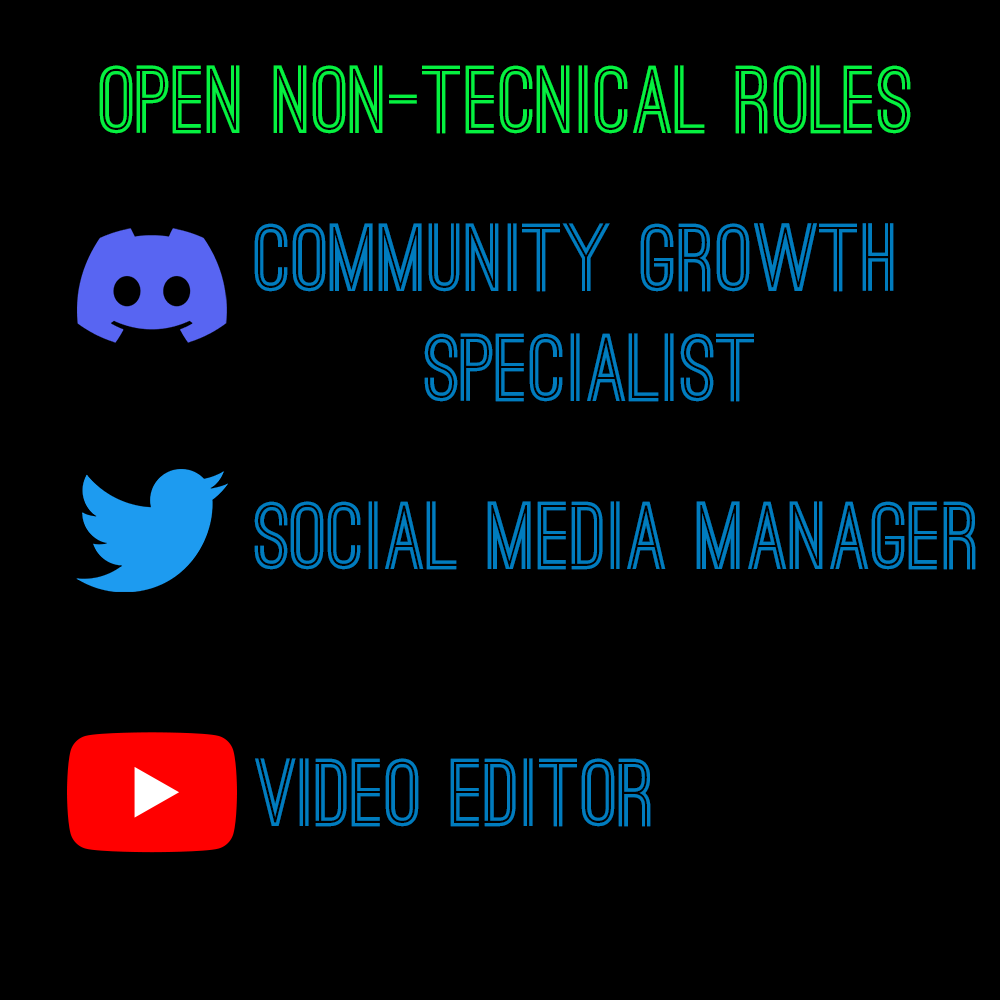 OPEN NON-TECNICAL ROLES
COMMUNITY GROWTH
SPECIALIST
SOCIAL MEDIA MANAGER
VIDEO EDITOR